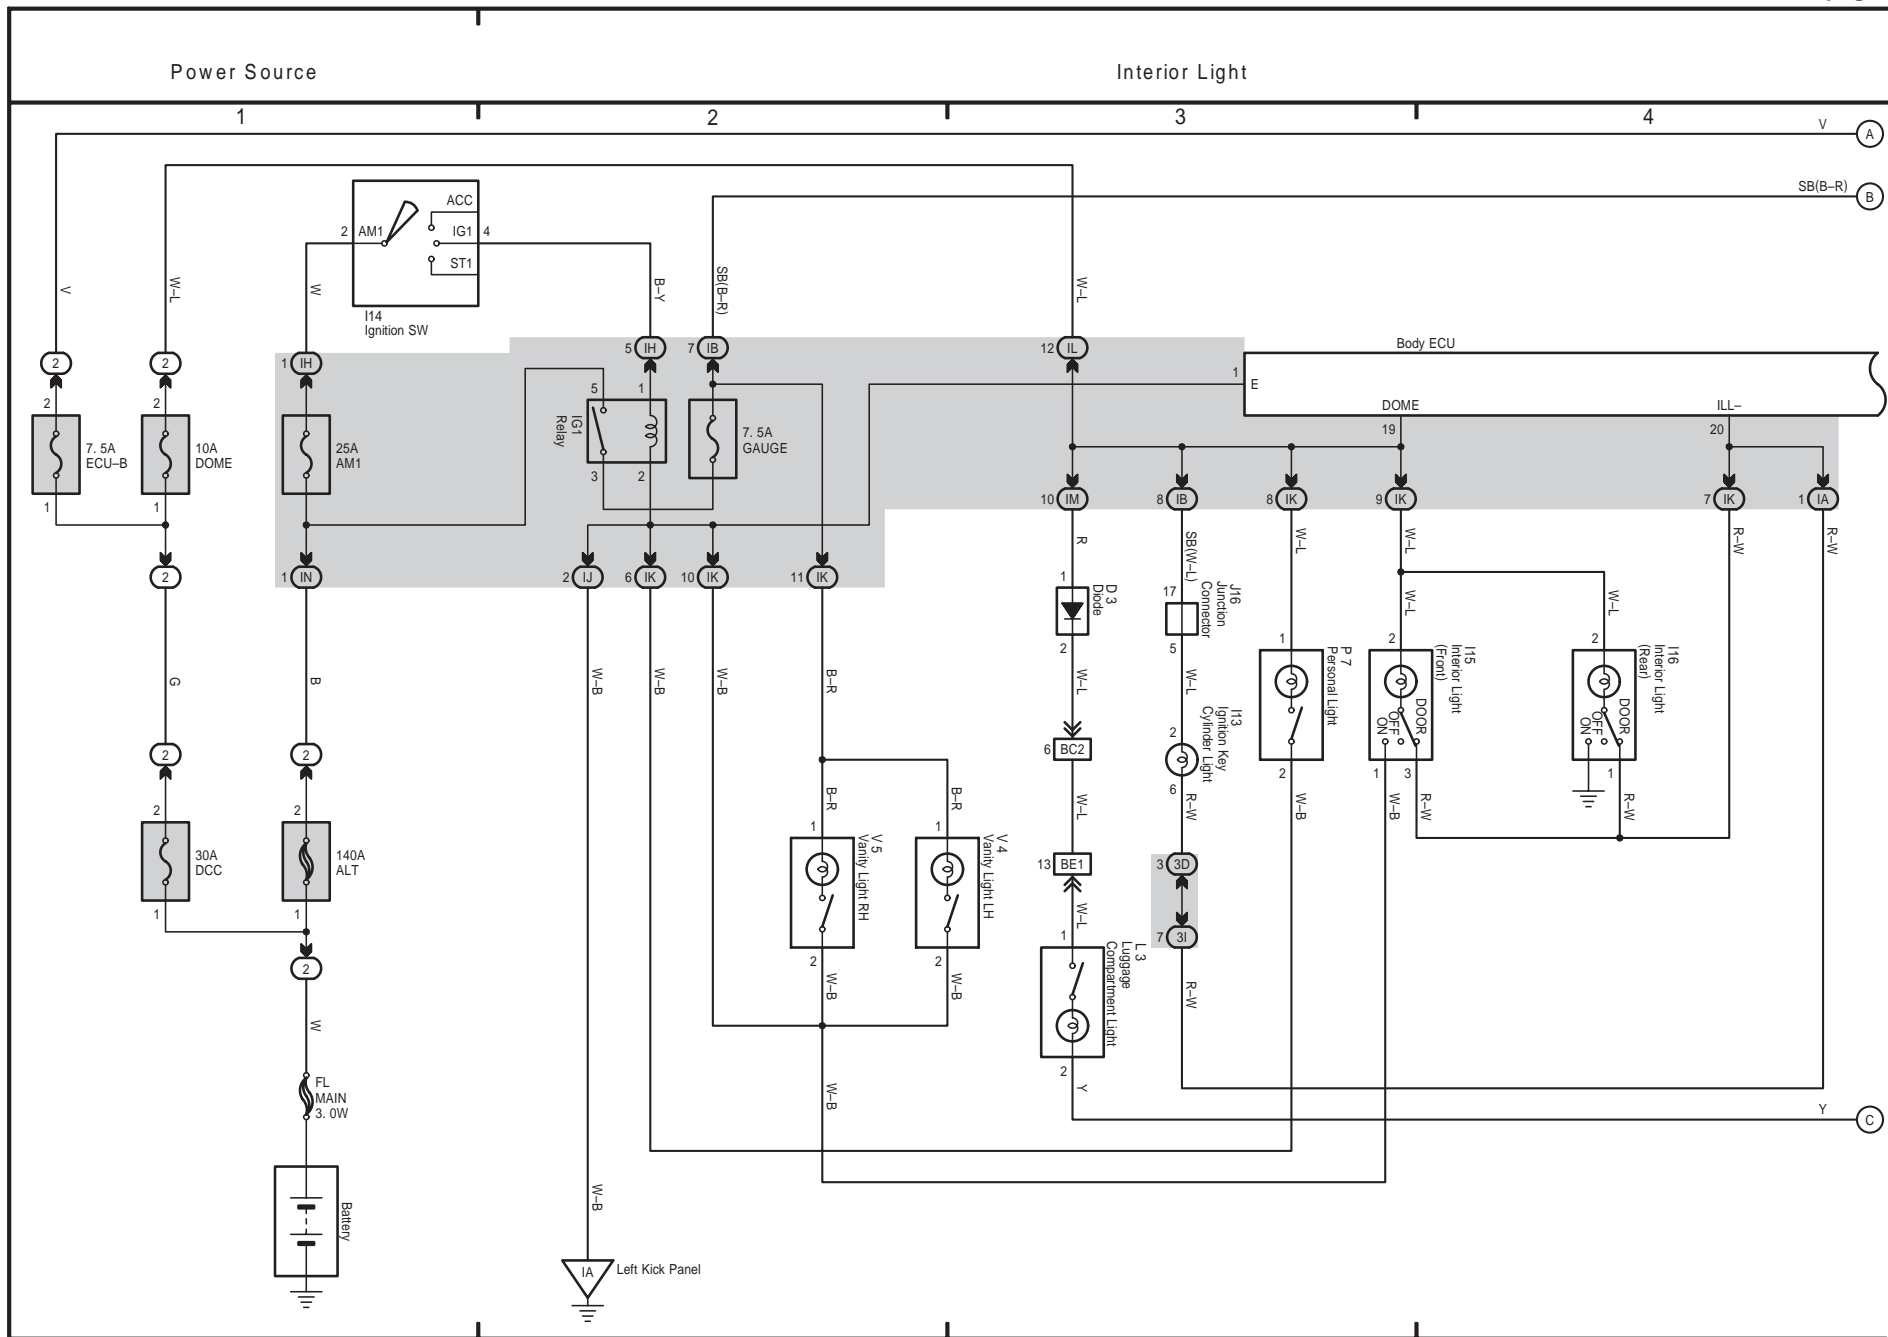 Power Source
Interior Light
1
2
3
4
V
A
SB(B–R)
B
ACC
2
AM1
IG1
4
ST1
I14
Ignition SW
V
W–L
W
B–Y
SB(B–R)
W–L
2
2
1 IH
5 IH
7 IB
12 IL
Body ECU
1
E
DOME
19
ILL–
20
2
7. 5A
ECU–B
1
2
10A
DOME
1
25A
AM1
5
1
IG1
Relay
3
2
7. 5A
GAUGE
10 IM
8 IB
8 IK
9 IK
7 IK
1 IA
2
1 IN
2 IJ
6 IK
10 IK
11 IK
R
SB(W–L)
W–L
W–L
R–W
R–W
1
D 3
Diode
2
17
J16
Junction
Connector
5
W–L
W–L
G
B
W–B
W–B
W–B
B–R
W–L
W–L
1
P 7
Personal Light
2
2
I15
Interior Light
(Front)
DOOR
OFF
ON
1
3
2
I16
Interior Light
(Rear)
DOOR
OFF
ON
1
2
I13
Ignition Key
Cylinder Light
6
2
2
6 BC2
W–L
R–W
W–B
W–B
R–W
R–W
B–R
B–R
2
30A
DCC
1
2
140A
ALT
1
1
V 5
Vanity Light RH
2
1
V 4
Vanity Light LH
2
13 BE1
3 3D
W–L
7 3I
2
W–B
W–B
1
L 3
Luggage
Compartment Light
2
R–W
W
FL
MAIN
3. 0W
W–B
Y
Y
C
Battery
W–B
IA
Left Kick Panel